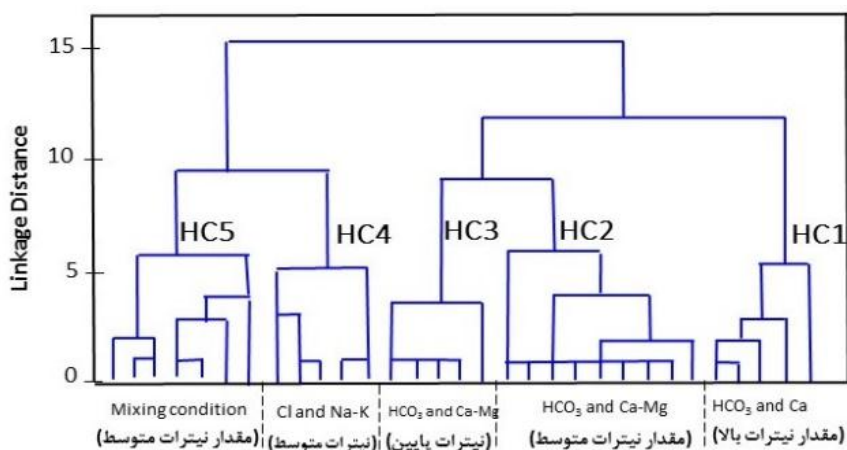 15
10
5
0
Linkage Distance
HC5
HC4
HC3
HC2
HC1
Mixing condition
(مقدار نیترات متوسط)
Cl and Na-K
(نیترات متوسط)
HCO₃ and Ca-Mg
(نیترات پایین)
HCO₃ and Ca-Mg
(مقدار نیترات متوسط)
HCO₃ and Ca
(مقدار نیترات بالا)